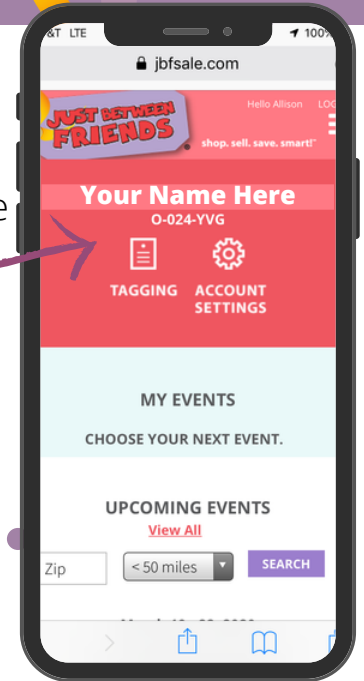 &T LTE 100%
jbfsale.com
Hello Allison LOG
JUST BETWEEN
FRIENDS
shop. sell. save. smart!
Your Name Here
O-024-YVG
TAGGING ACCOUNT
SETTINGS
MY EVENTS
CHOOSE YOUR NEXT EVENT.
UPCOMING EVENTS
View All
Zip < 50 miles SEARCH
e